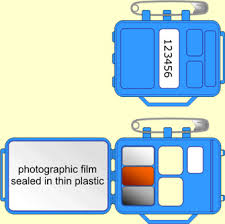 123456
photographic film
sealed in thin plastic